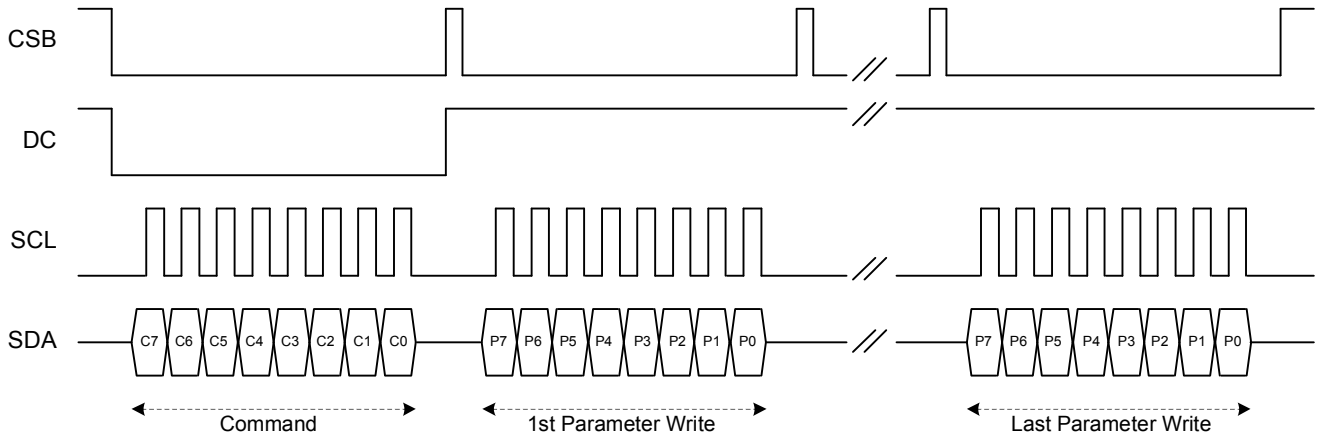 CSB
DC
SCL
SDA
C7 C6 C5 C4 C3 C2 C1 C0 P7 P6 P5 P4 P3 P2 P1 P0 P7 P6 P5 P4 P3 P2 P1 P0
Command 1st Parameter Write Last Parameter Write